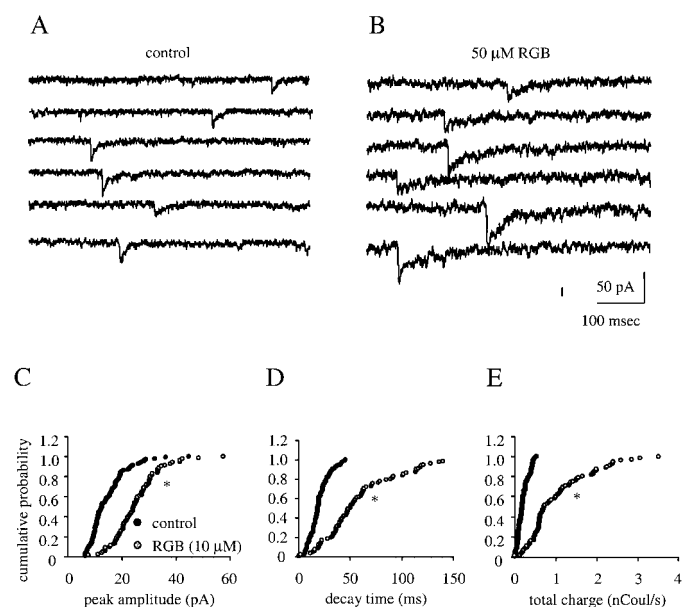 A
B
control
50 µM RGB
50 pA
100 msec
C
D
E
cumulative probability
1.2
1.0
0.8
0.6
0.4
0.2
0
0 20 40 60
peak amplitude (pA)
control
RGB (10 µM)
*
1.2
1.0
0.8
0.6
0.4
0.2
0
0 50 100 150
decay time (ms)
*
1.2
1.0
0.8
0.6
0.4
0.2
0
0 1 2 3 4
total charge (nCoul/s)
*